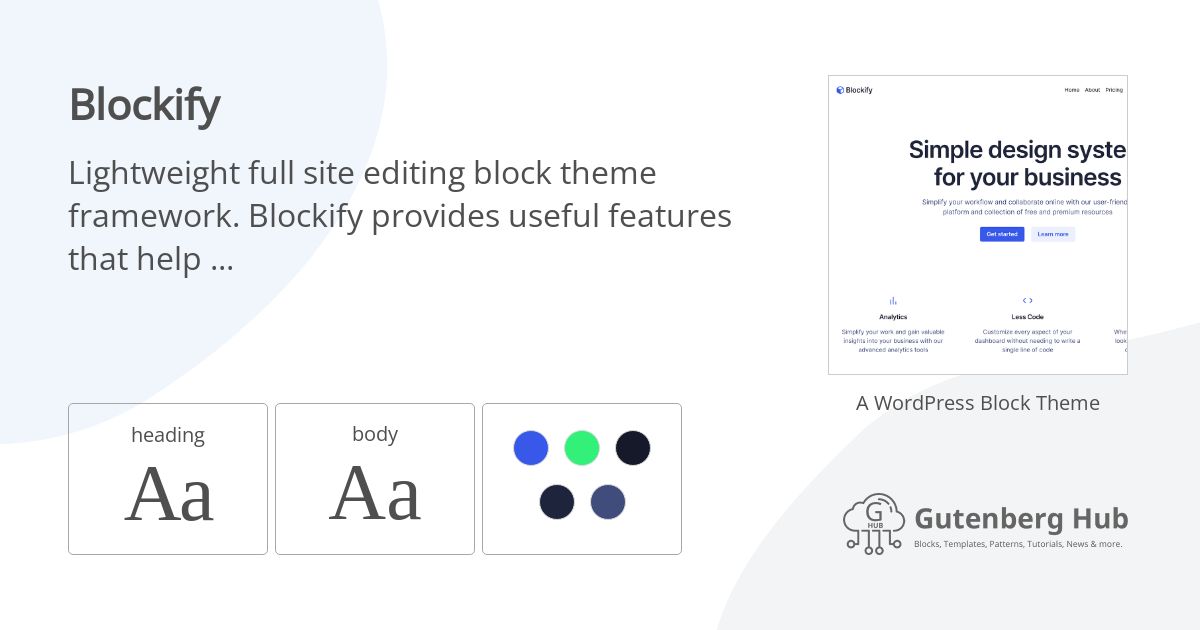 Blockify
Lightweight full site editing block theme
framework. Blockify provides useful features
that help ...
heading
Aa
body
Aa
Blockify
Home About Pricing
Simple design syste
for your business
Simplify your workflow and collaborate online with our user-friend
platform and collection of free and premium resources
Get started
Learn more
Analytics
Simplify your work and gain valuable
insights into your business with our
advanced analytics tools
Less Code
Customize every aspect of your
dashboard without needing to write a
single line of code
Whe
look
A WordPress Block Theme
G
HUB
Gutenberg Hub
Blocks, Templates, Patterns, Tutorials, News & more.